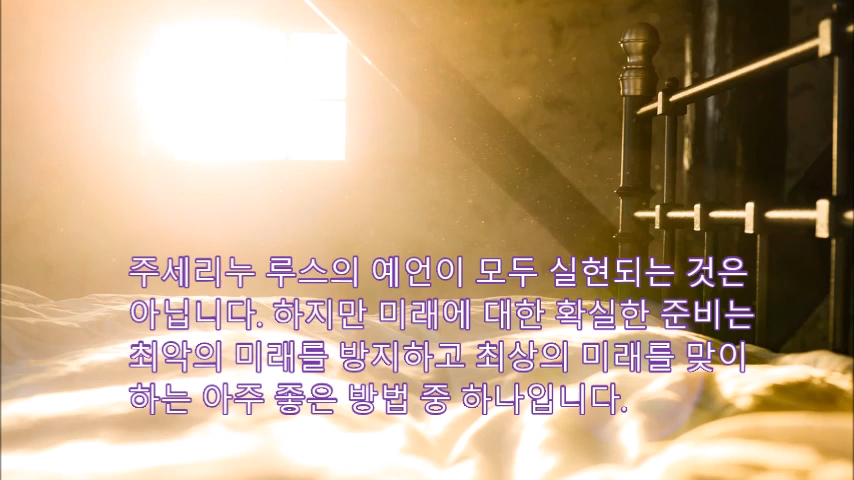 주세리누 루스의 예언이 모두 실현되는 것은
아닙니다. 하지만 미래에 대한 확실한 준비는
최악의 미래를 방지하고 최상의 미래를 맞이
하는 아주 좋은 방법 중 하나입니다.